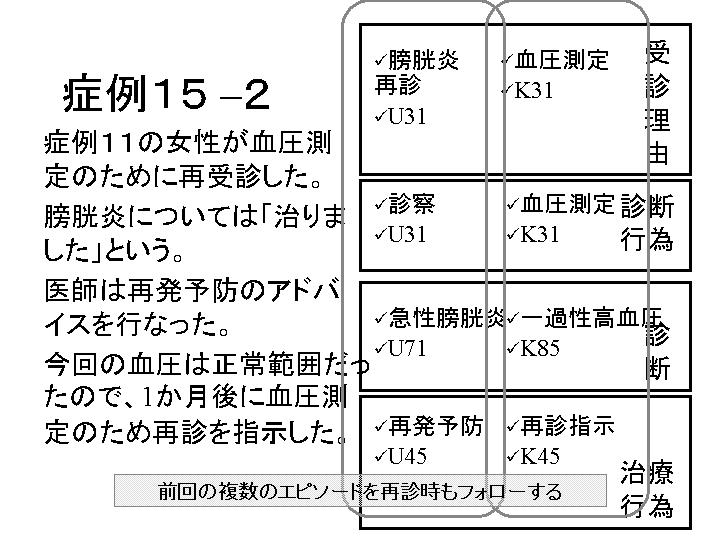 症例１５ –２
症例１１の女性が血圧測
定のために再受診した。
膀胱炎については「治りま
した」という。
医師は再発予防のアドバ
イスを行なった。
今回の血圧は正常範囲だっ
たので、1か月後に血圧測
定のため再診を指示した。
✓膀胱炎
再診
✓U31
✓血圧測定
✓K31
受診理由
✓診察
✓U31
✓血圧測定
✓K31
診断
行為
✓急性膀胱炎
✓U71
✓一過性高血圧
✓K85
診断
✓再発予防
✓U45
✓再診指示
✓K45
治療
行為
前回の複数のエピソードを再診時もフォローする